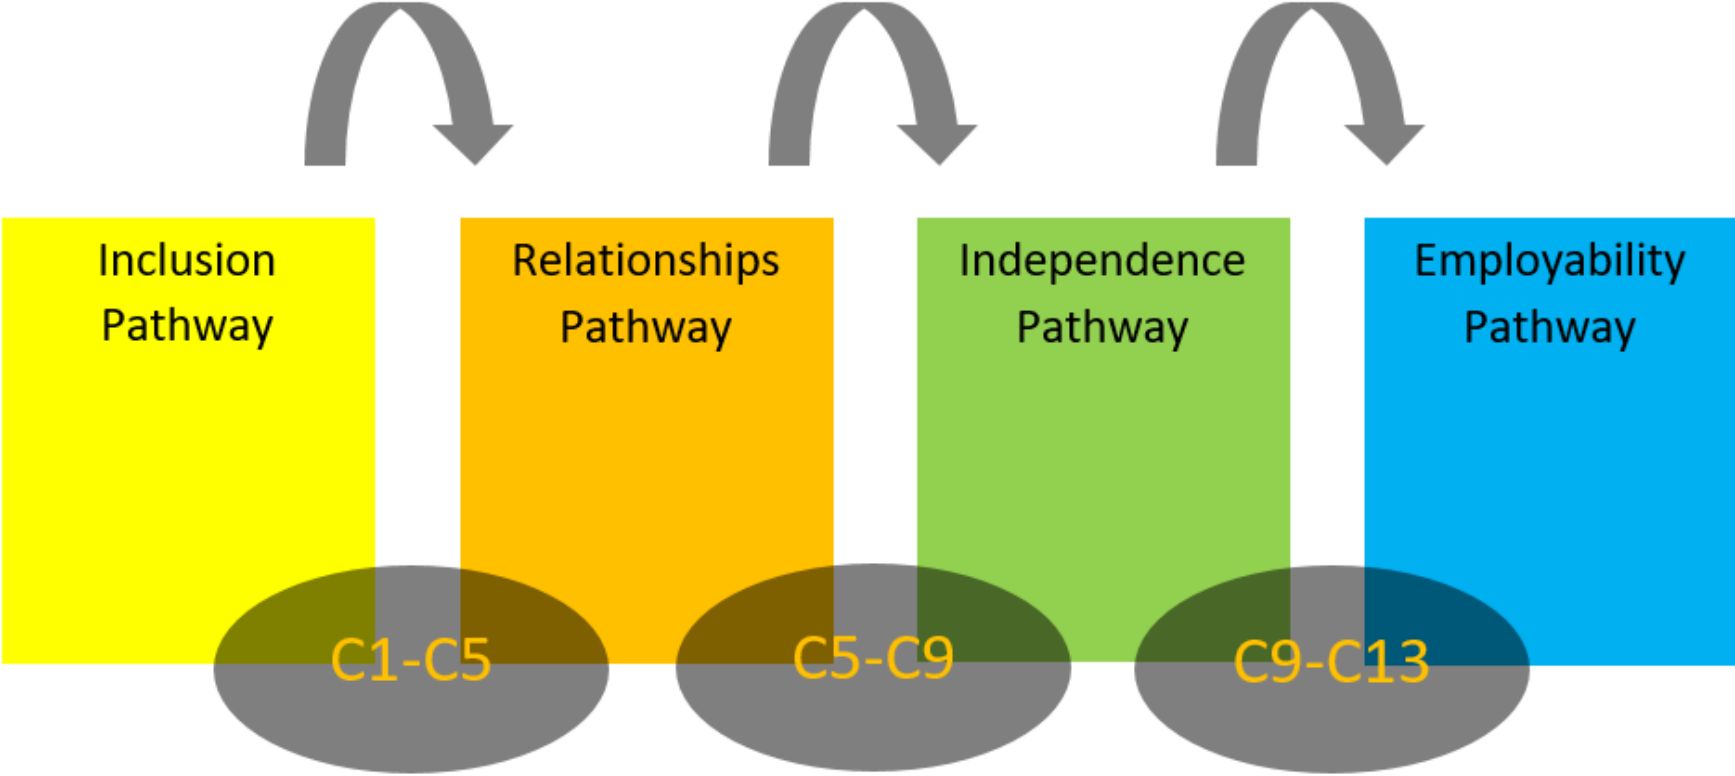 Inclusion
Pathway
Relationships
Pathway
Independence
Pathway
Employability
Pathway
C1-C5
C5-C9
C9-C13